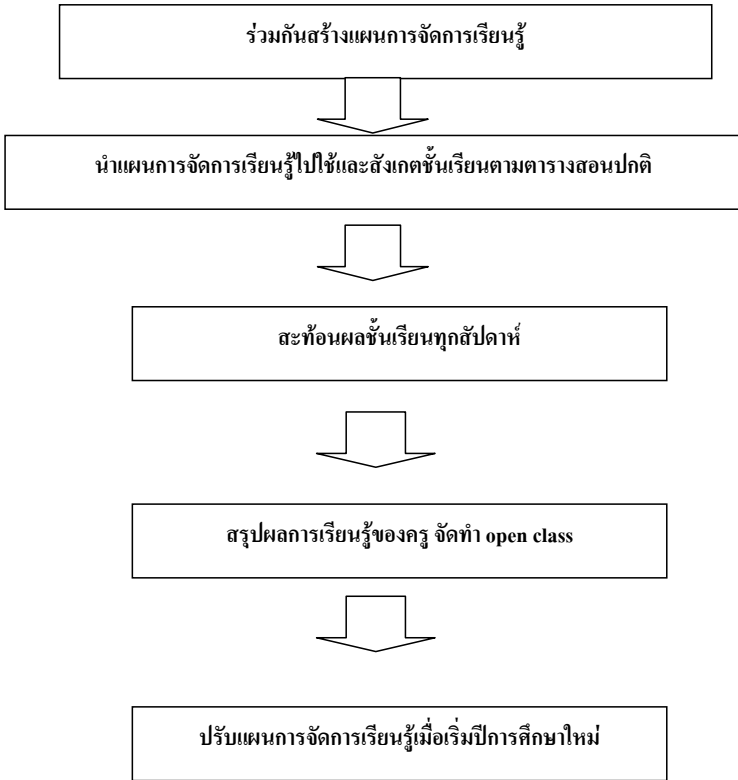 ร่วมกันสร้างแผนการจัดการเรียนรู้
นำแผนการจัดการเรียนรู้ไปใช้และสังเกตชั้นเรียนตามตารางสอนปกติ
สะท้อนผลชั้นเรียนทุกสัปดาห์
สรุปผลการเรียนรู้ของครู จัดทำ open class
ปรับแผนการจัดการเรียนรู้เมื่อเริ่มปีการศึกษาใหม่